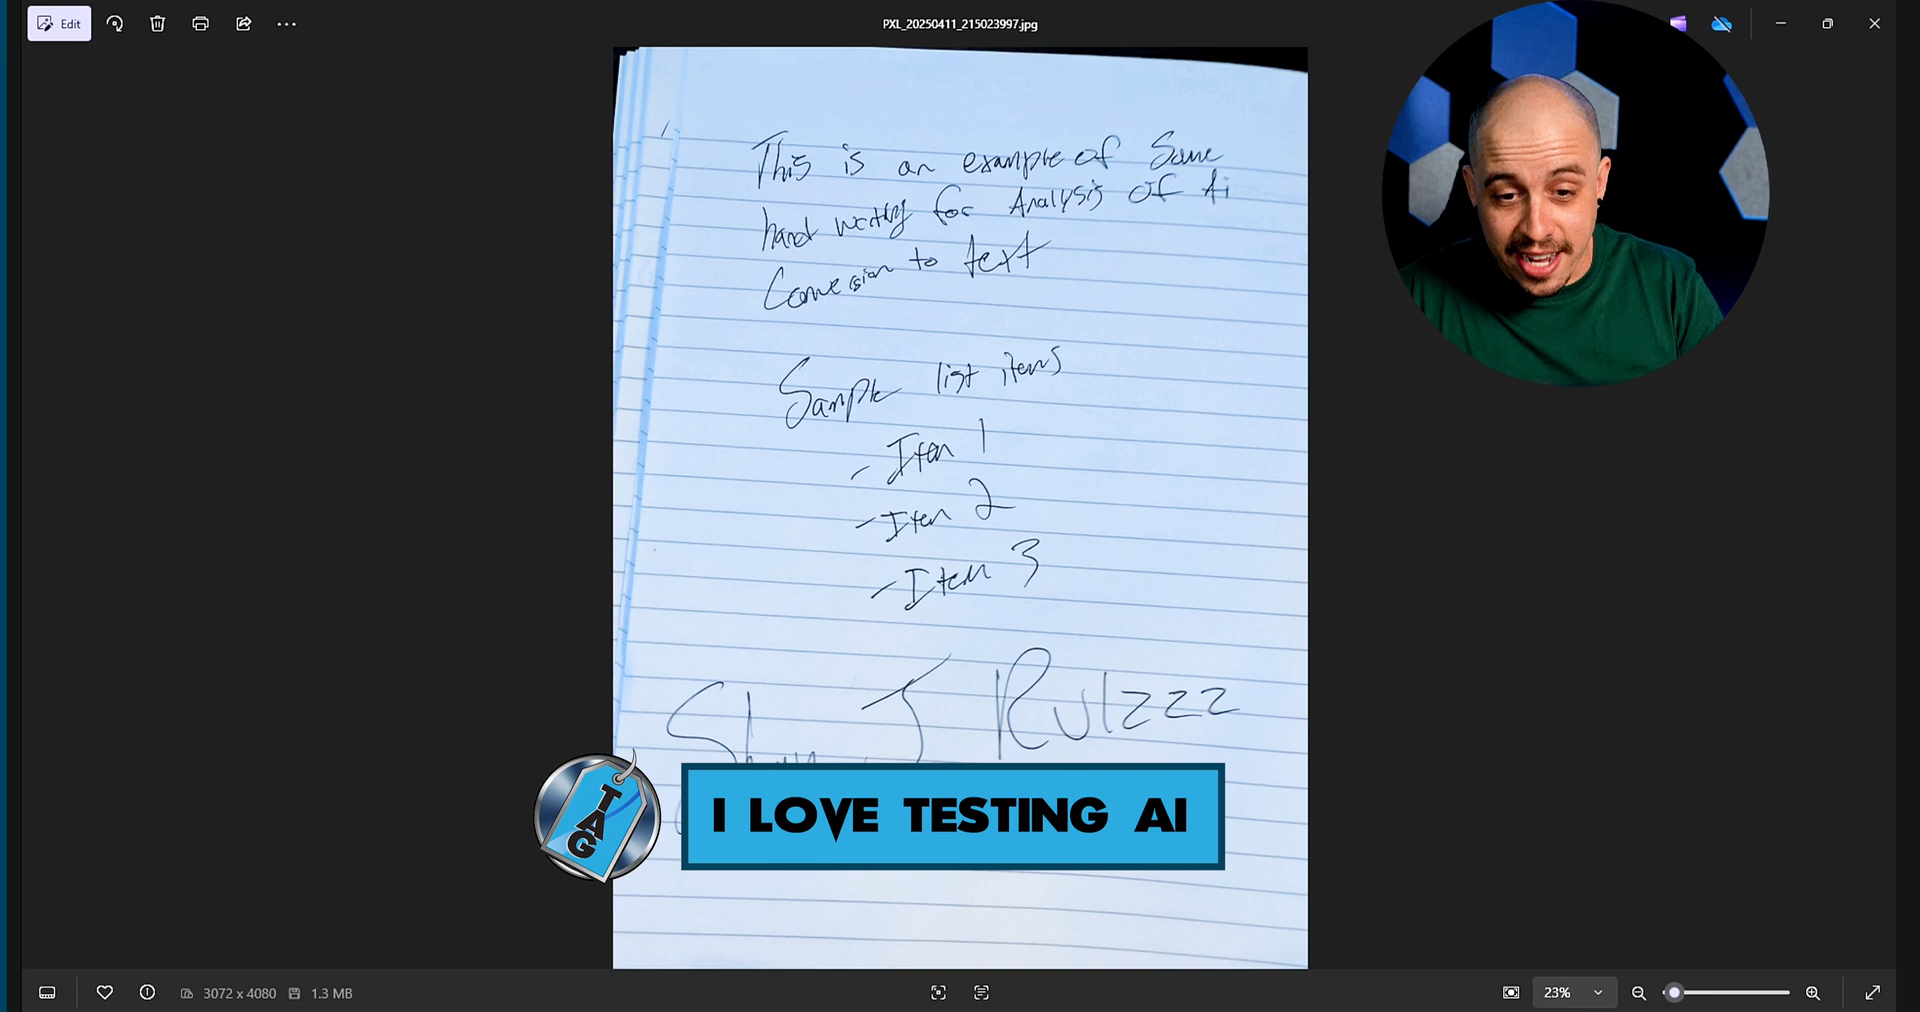 Edit
PXL_20250411_215023997.jpg
This is an example of Some
hand writing for Analysis of Ai
Conversion to text
Sample list items
- Item 1
- Item 2
- Item 3
J Rulzzz
TAG
I LOVE TESTING AI
3072 x 4080
1.3 MB
23%